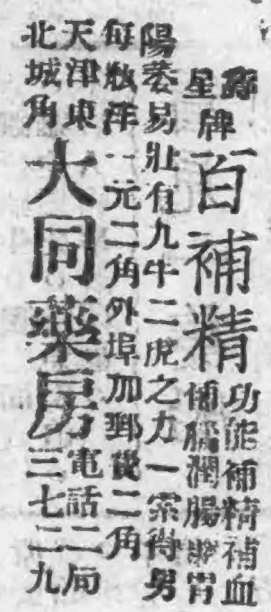 壽星牌
百補精
功能補精補血
補腦潤腸健胃
陽萎易壯有九牛二虎之力一索得男
每瓶洋一元二角外埠加郵費二角
天津東北城角
大同藥房
電話二局三七二九